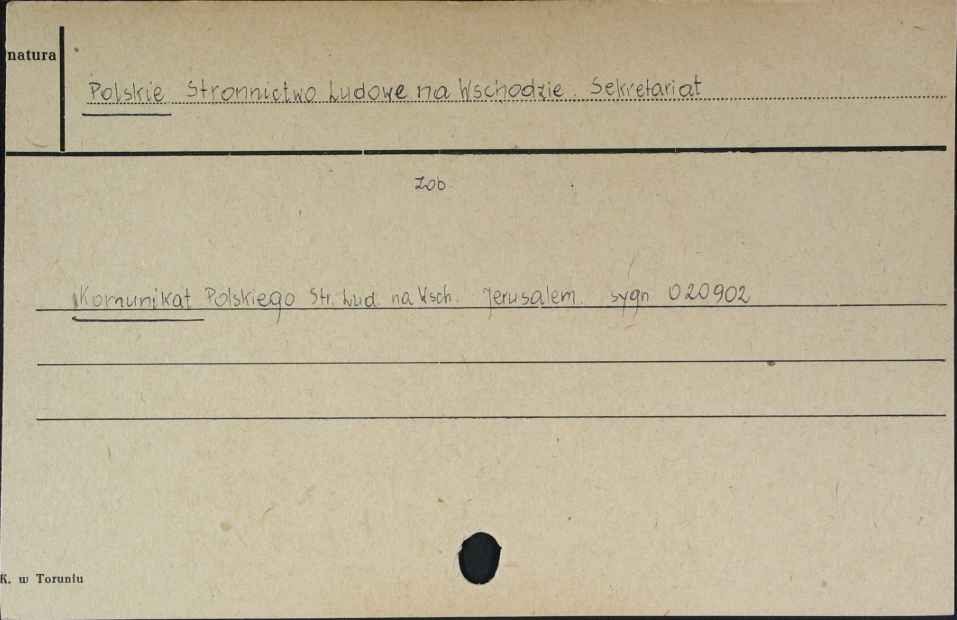 natura
Polskie Stronnictwo Ludowe na Wschodzie. Sekretariat
Zob.
Komunikat Polskiego Str. Lud. na Wsch. Jerusalem. sygn 020902
K. w Toruniu